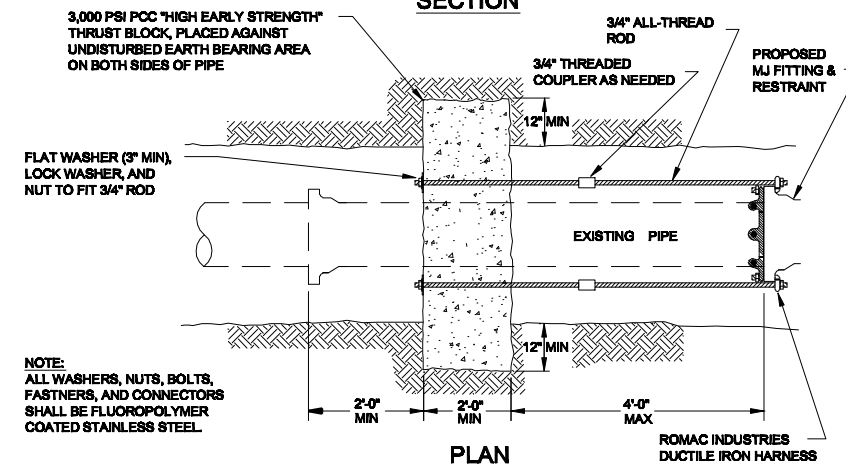 SECTION
3,000 PSI PCC "HIGH EARLY STRENGTH"
THRUST BLOCK, PLACED AGAINST
UNDISTURBED EARTH BEARING AREA
ON BOTH SIDES OF PIPE
3/4" ALL-THREAD
ROD
3/4" THREADED
COUPLER AS NEEDED
PROPOSED
MJ FITTING &
RESTRAINT
12" MIN
FLAT WASHER (3" MIN),
LOCK WASHER, AND
NUT TO FIT 3/4" ROD
EXISTING PIPE
12" MIN
NOTE:
ALL WASHERS, NUTS, BOLTS,
FASTNERS, AND CONNECTORS
SHALL BE FLUOROPOLYMER
COATED STAINLESS STEEL.
2'-0"
MIN
2'-0"
MIN
4'-0"
MAX
PLAN
ROMAC INDUSTRIES
DUCTILE IRON HARNESS